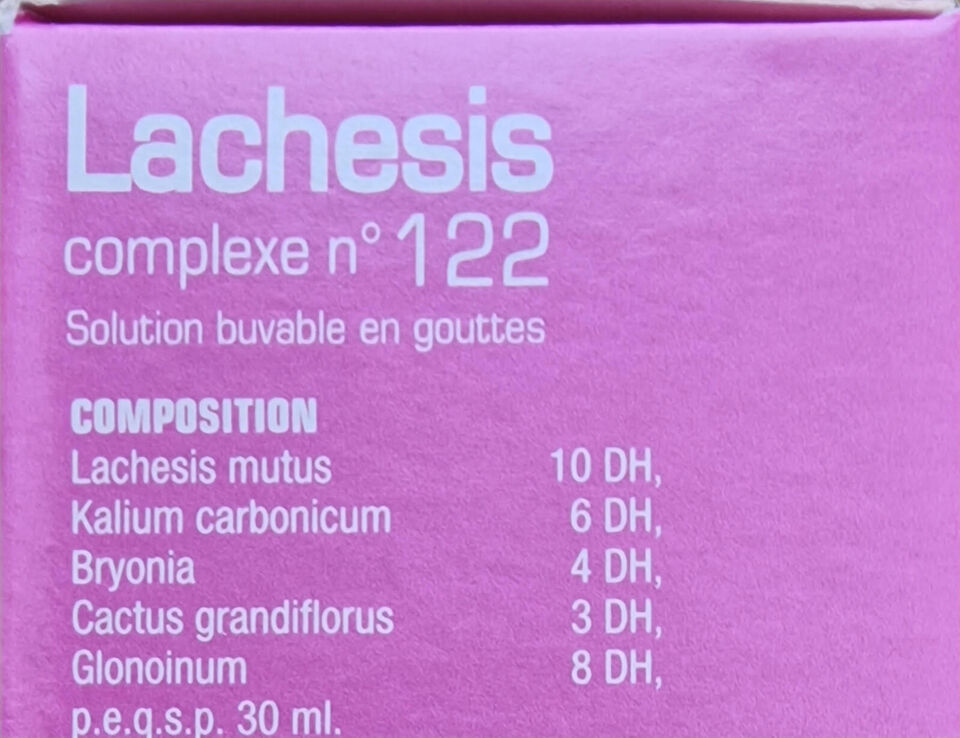 Lachesis
complexe n° 122
Solution buvable en gouttes
COMPOSITION
Lachesis mutus 10 DH,
Kalium carbonicum 6 DH,
Bryonia 4 DH,
Cactus grandiflorus 3 DH,
Glonoinum 8 DH,
p.e.q.s.p. 30 ml.